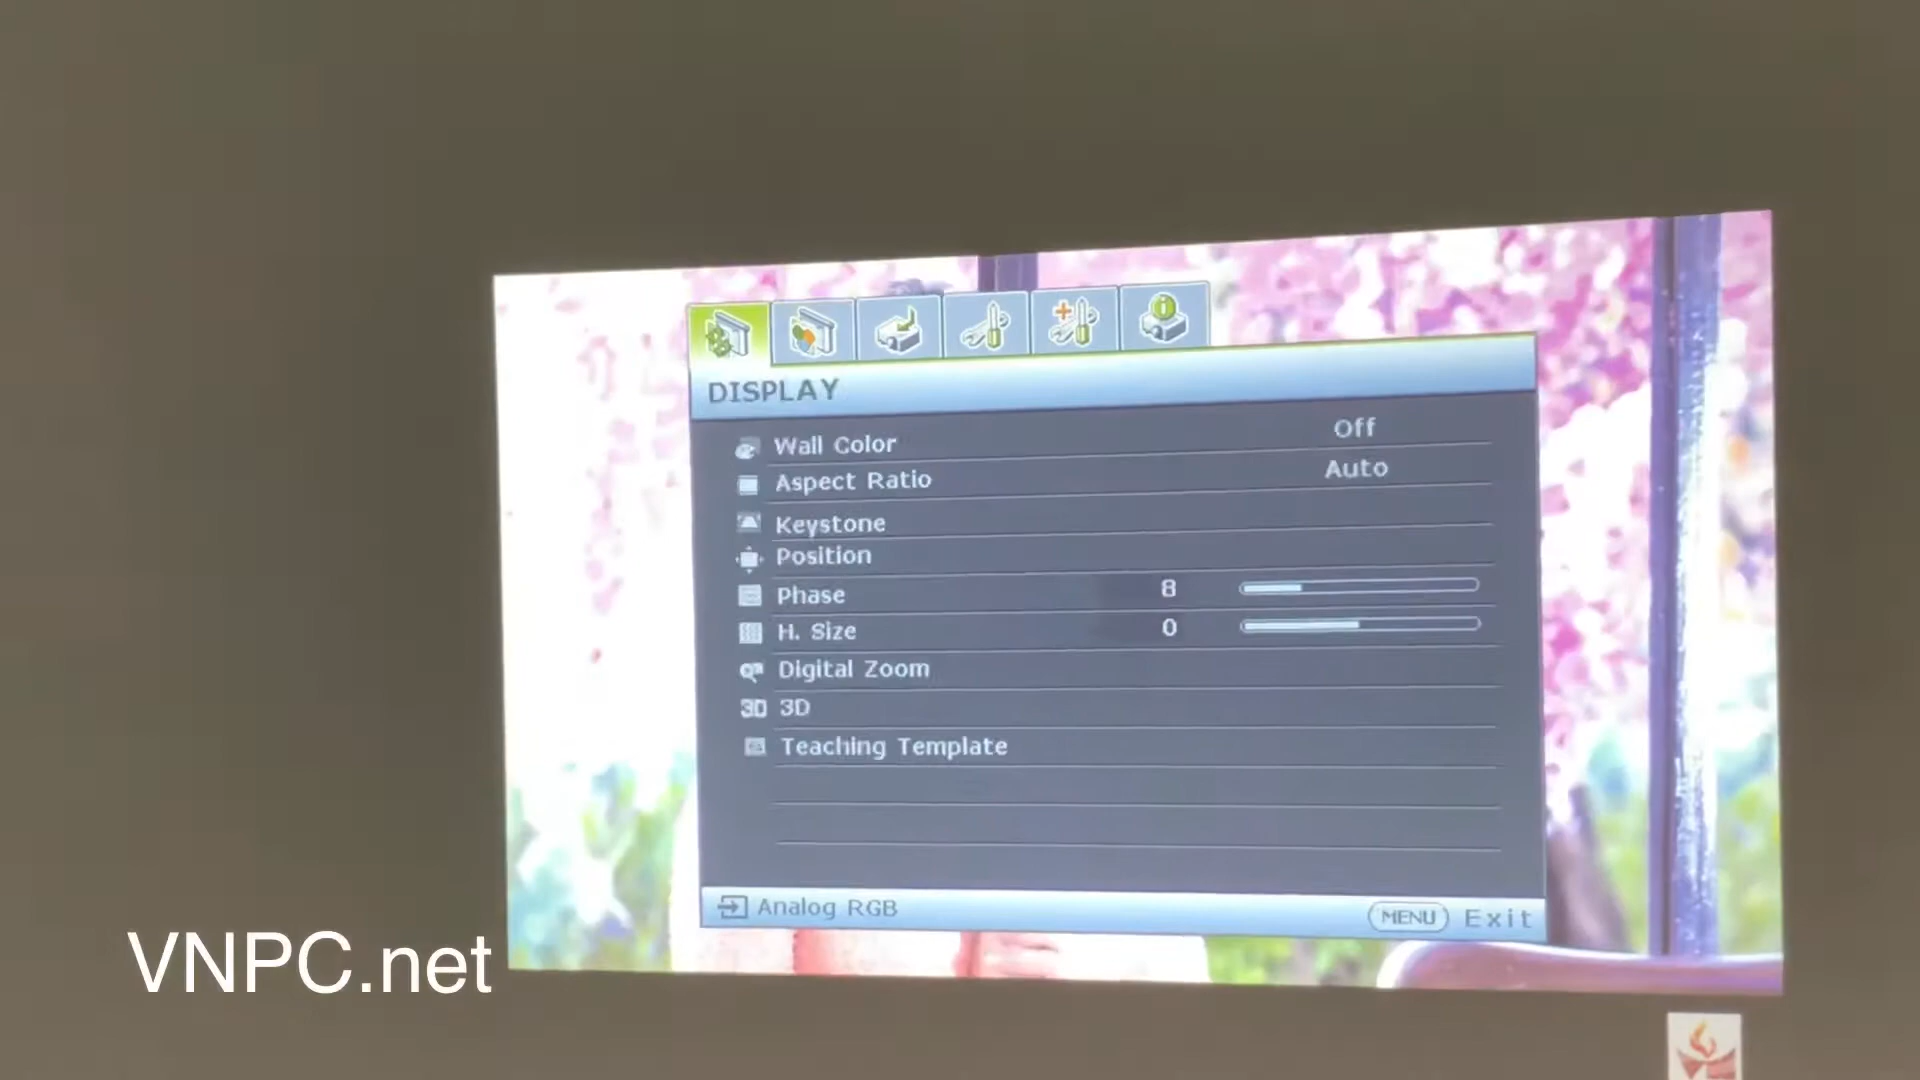 DISPLAY
Wall Color Off
Aspect Ratio Auto
Keystone
Position
Phase 8
H. Size 0
Digital Zoom
3D 3D
Teaching Template
Analog RGB MENU Exit
VNPC.net